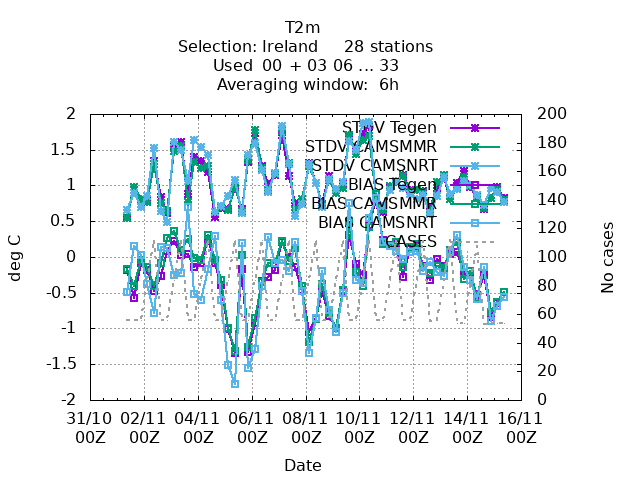 T2m
Selection: Ireland 28 stations
Used 00 + 03 06 ... 33
Averaging window: 6h
2
1.5
1
0.5
0
-0.5
-1
-1.5
-2
deg C
200
180
160
140
120
100
80
60
40
20
0
No cases
STDV Tegen
STDV CAMSMMR
STDV CAMSNRT
BIAS Tegen
BIAS CAMSMMR
BIAS CAMSNRT
CASES
31/10 02/11 04/11 06/11 08/11 10/11 12/11 14/11 16/11
00Z 00Z 00Z 00Z 00Z 00Z 00Z 00Z 00Z
Date